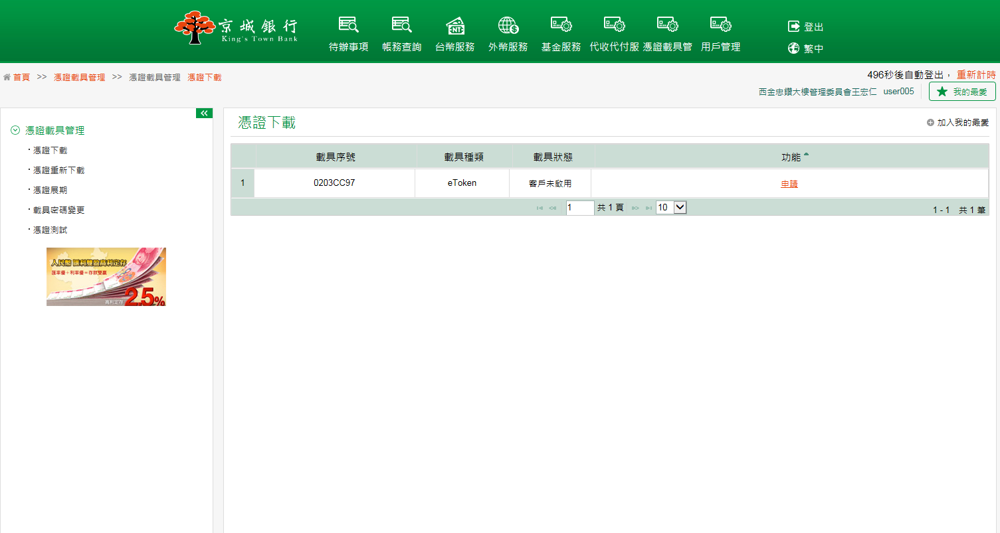 京城銀行
King's Town Bank
待辦事項 帳務查詢 台幣服務 外幣服務 基金服務 代收代付服 憑證載具管 用戶管理
登出
繁中
首頁 >> 憑證載具管理 >> 憑證載具管理 憑證下載
496秒後自動登出， 重新計時
西金忠鑽大樓管理委員會王宏仁 user005 我的最愛
憑證載具管理
憑證下載
憑證重新下載
憑證展期
載具密碼變更
憑證測試
人民幣 匯利雙盈高利定存
匯率優+利率優=存款雙贏
高利定存 2.5%
憑證下載
加入我的最愛
載具序號 載具種類 載具狀態 功能
1 0203CC97 eToken 客戶未啟用 申請
1 共 1 頁 10 1 - 1 共 1 筆